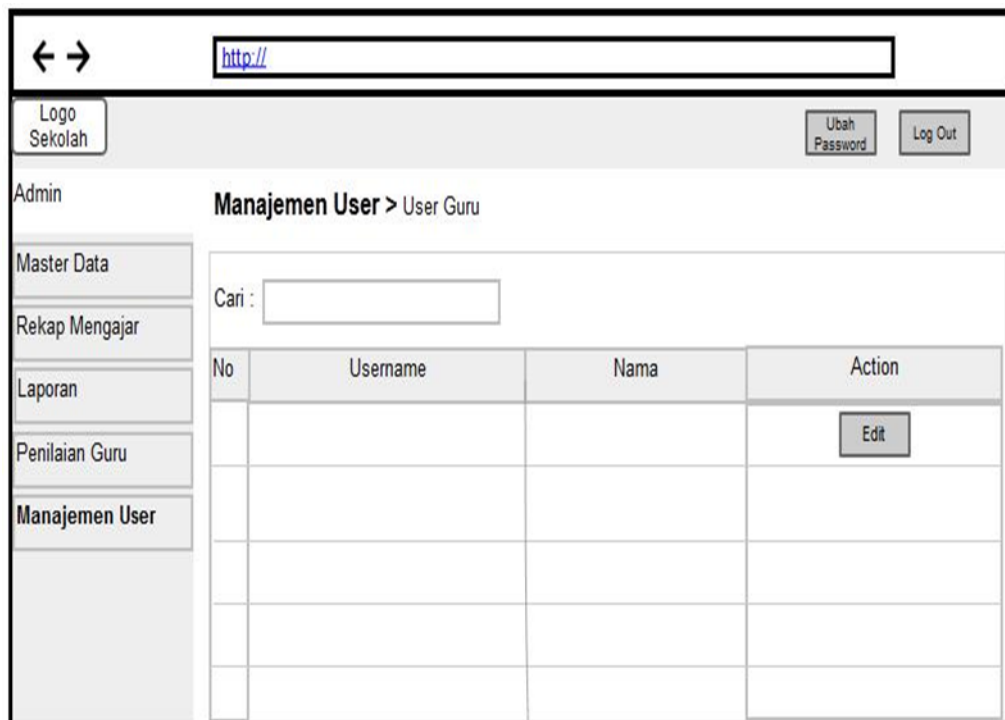 http://
Logo
Sekolah
Ubah
Password
Log Out
Admin
Manajemen User > User Guru
Master Data
Rekap Mengajar
Laporan
Penilaian Guru
Manajemen User
Cari :
No Username Nama Action
Edit